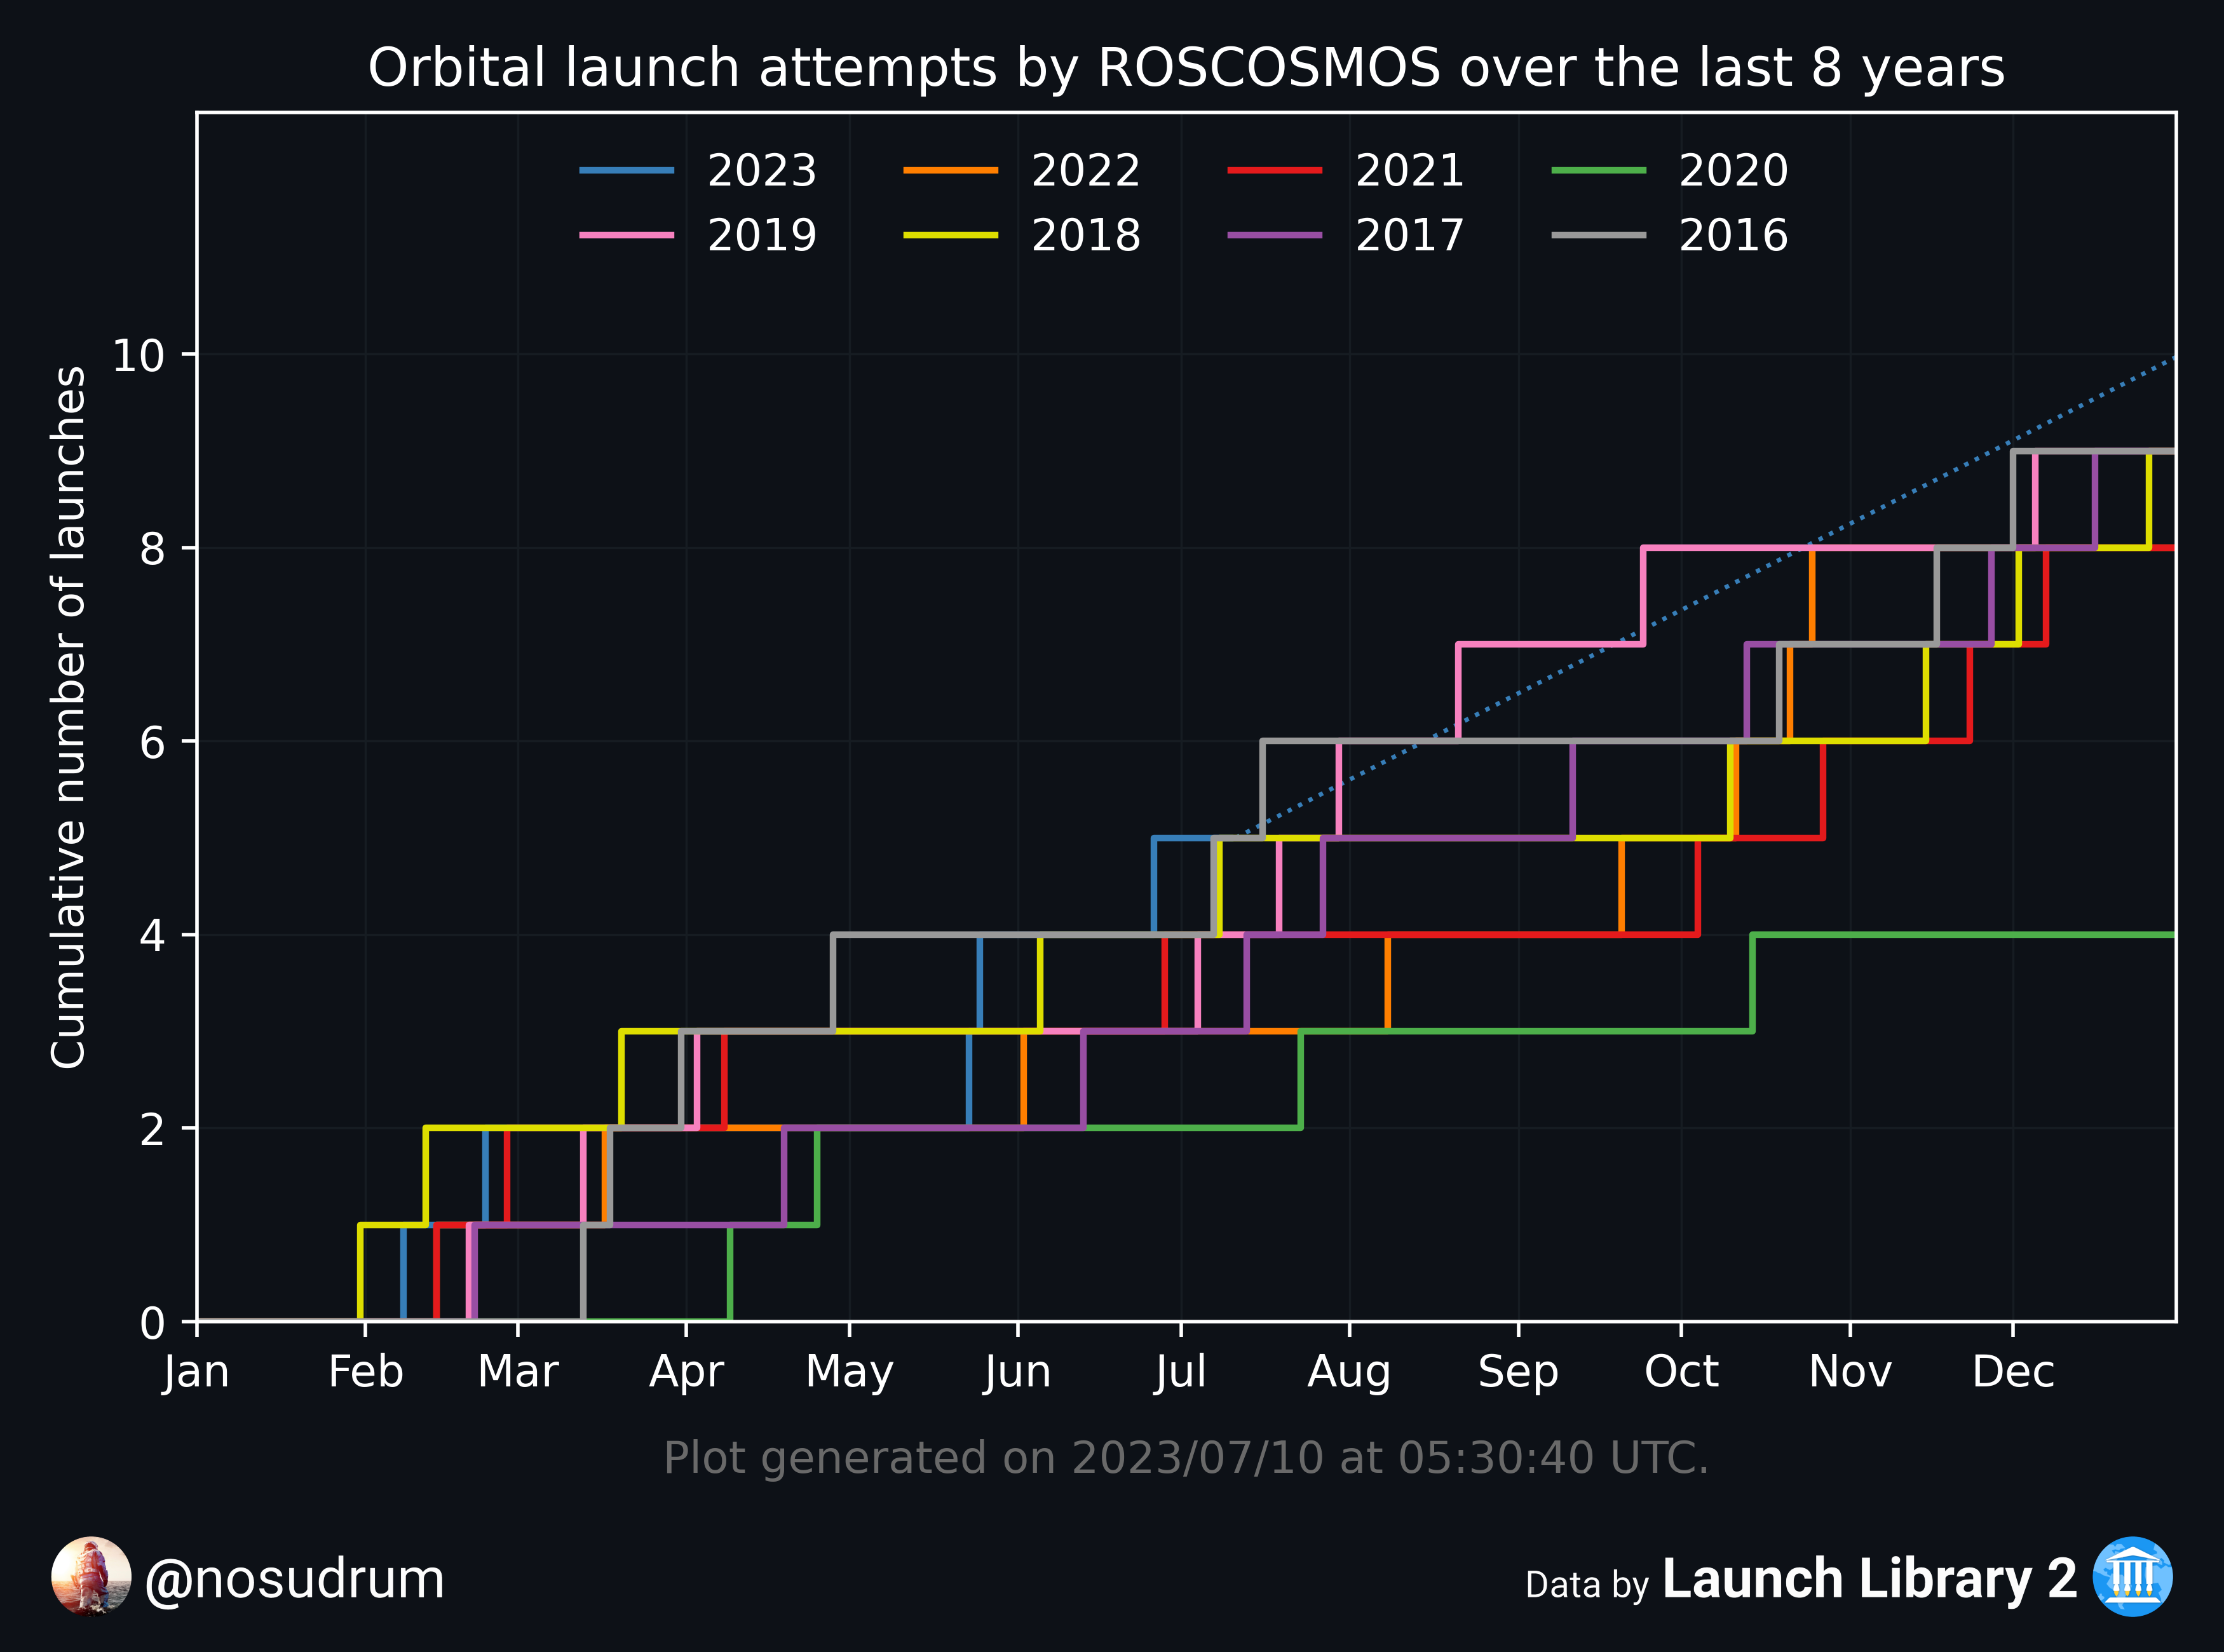 Orbital launch attempts by ROSCOSMOS over the last 8 years
2023 2022 2021 2020
2019 2018 2017 2016
Cumulative number of launches
10
8
6
4
2
0
Jan Feb Mar Apr May Jun Jul Aug Sep Oct Nov Dec
Plot generated on 2023/07/10 at 05:30:40 UTC.
@nosudrum
Data by Launch Library 2